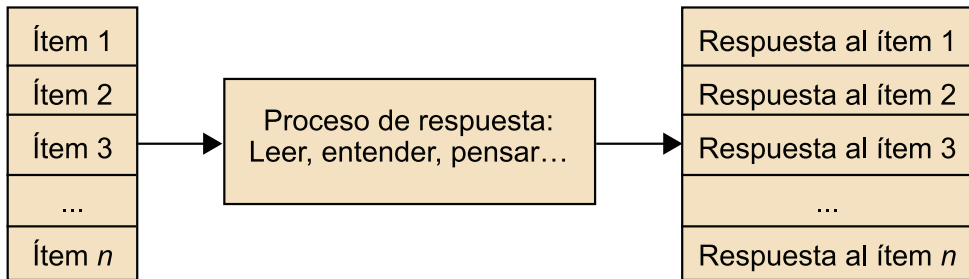 Ítem 1
Ítem 2
Ítem 3
...
Ítem n
Proceso de respuesta:
Leer, entender, pensar…
Respuesta al ítem 1
Respuesta al ítem 2
Respuesta al ítem 3
...
Respuesta al ítem n